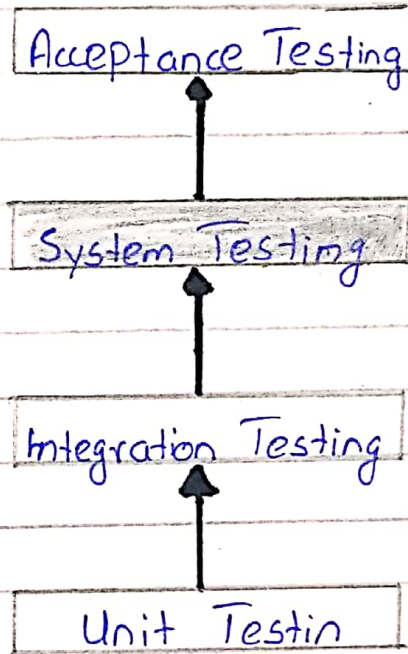 Acceptance Testing
System Testing
Integration Testing
Unit Testin